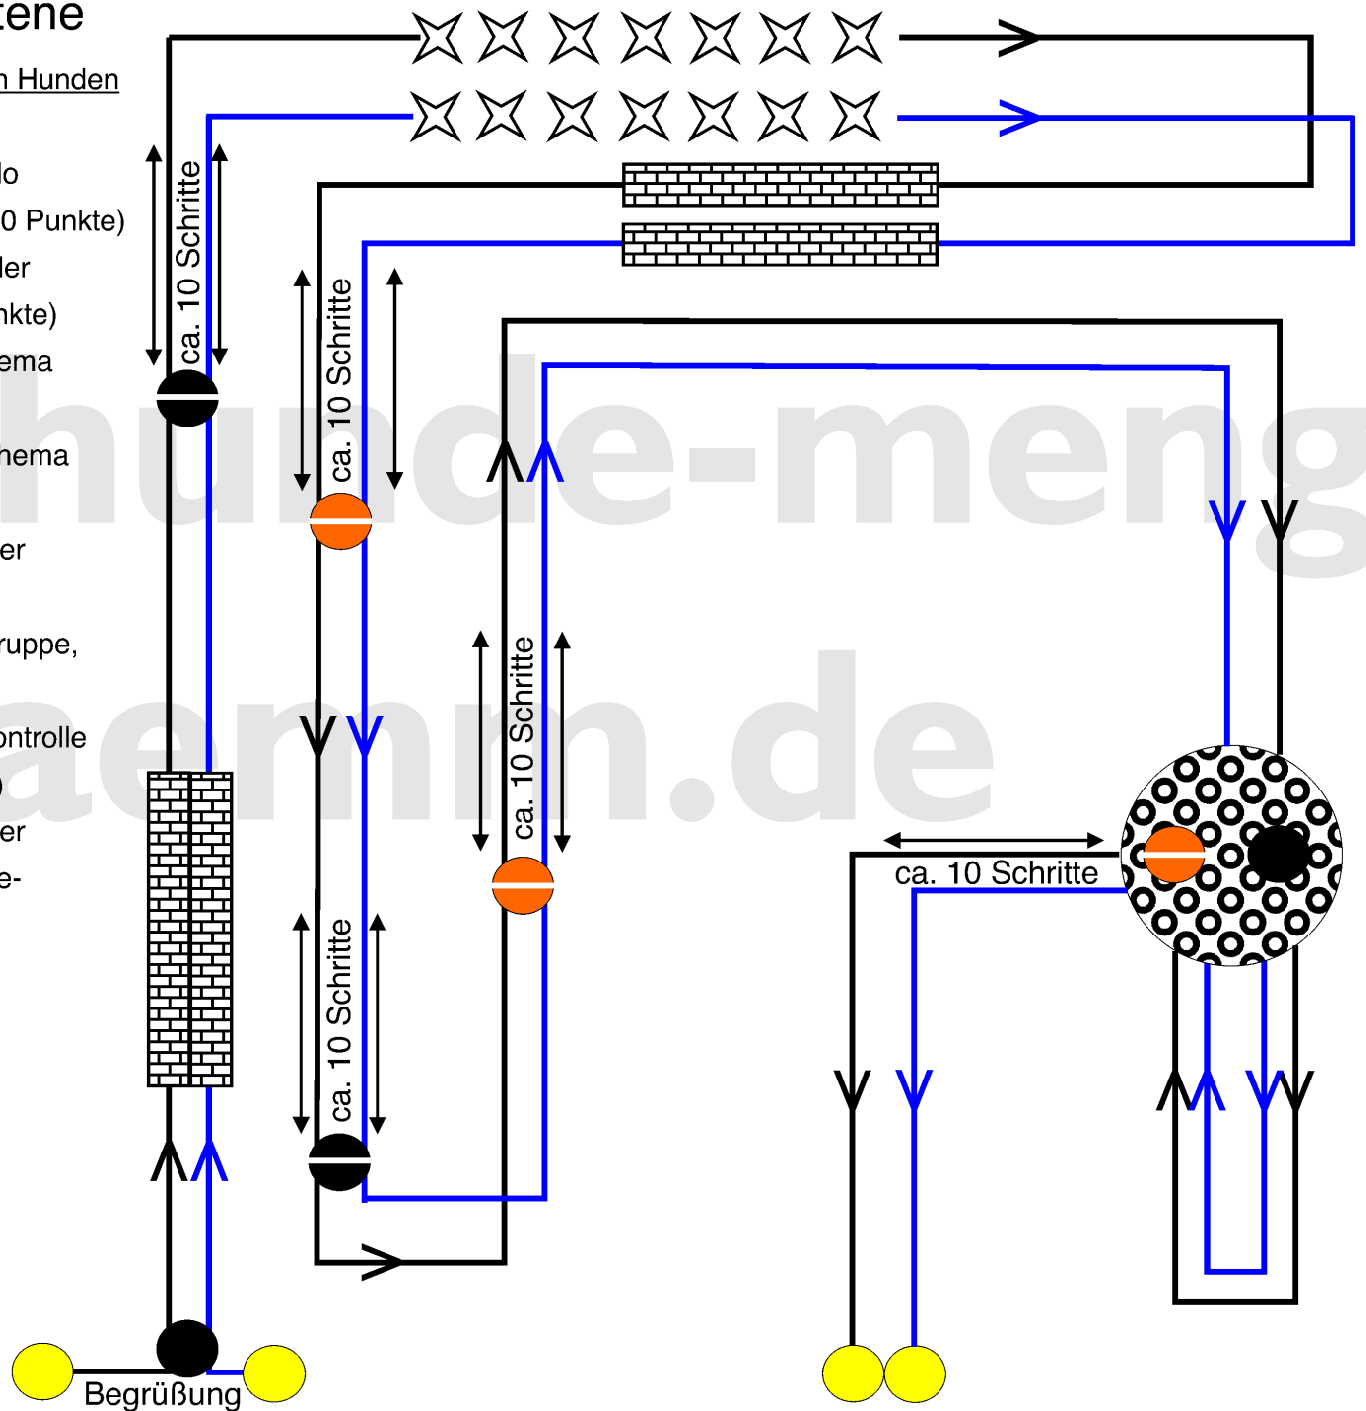 tene
n Hunden
lo
0 Punkte)
ler
nkte)
ema
hema
er
ruppe,
ontrolle
)
er
e-
ca. 10 Schritte
ca. 10 Schritte
ca. 10 Schritte
ca. 10 Schritte
ca. 10 Schritte
Begrüßung
hunde-meng
aemm.de